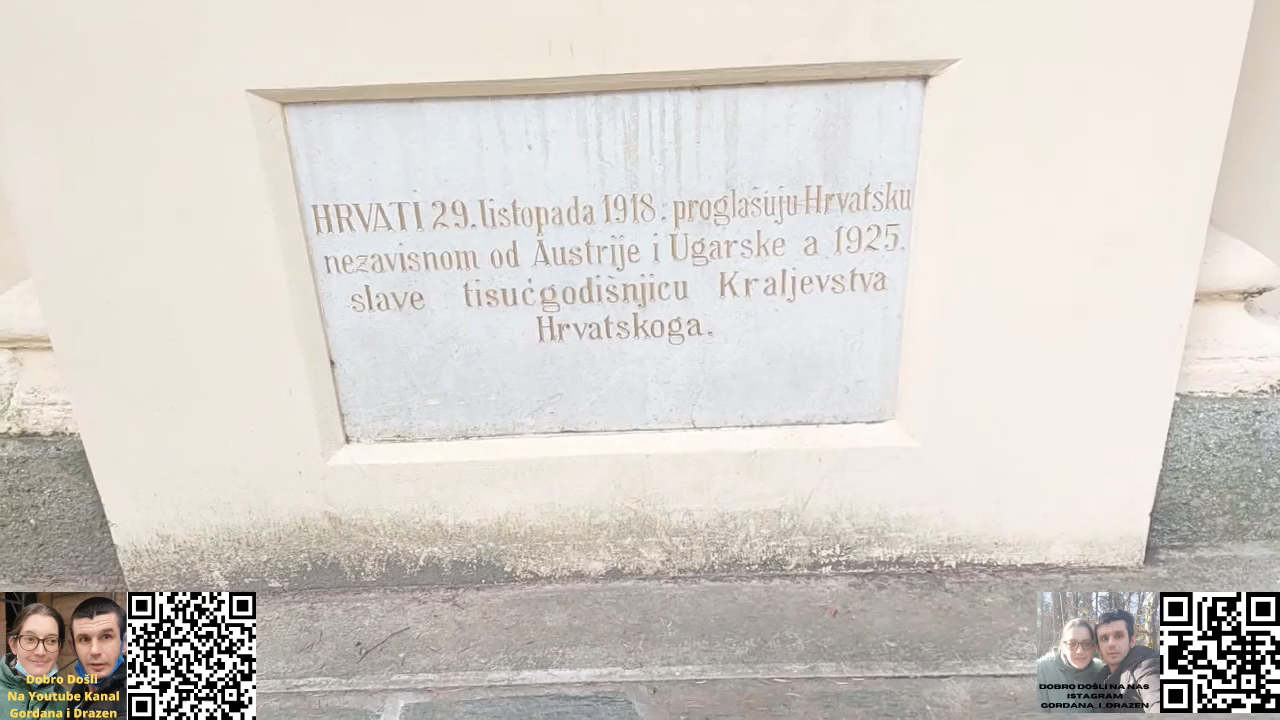 HRVATI 29. listopada 1918. proglašuju Hrvatsku
nezavisnom od Austrije i Ugarske a 1925.
slave tisućgodišnjicu Kraljevstva
Hrvatskoga.
Dobro Došli
Na Youtube Kanal
Gordana i Drazen
DOBRO DOŠLI NA NAS
ISTAGRAM
GORDANA_I_DRAZEN